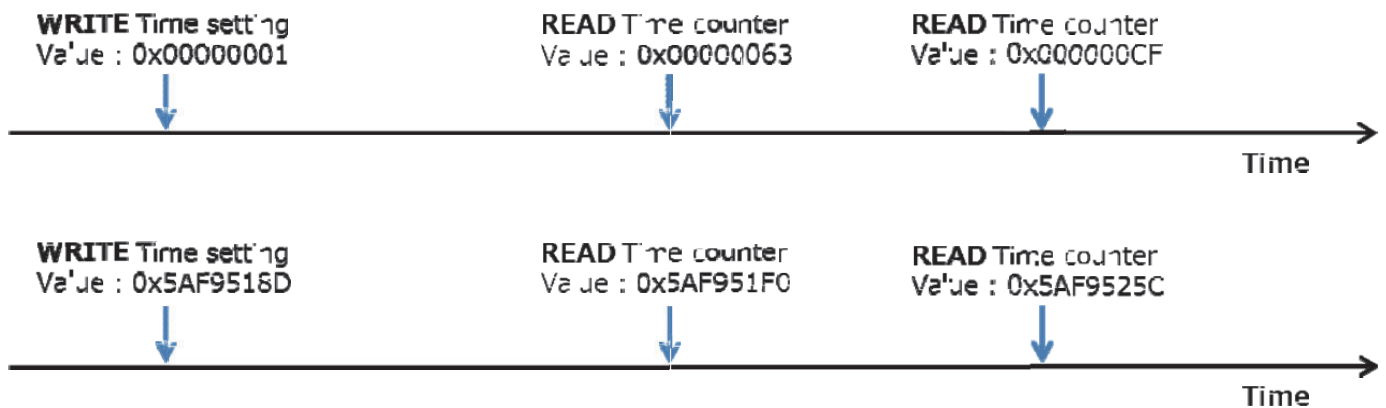 WRITE Time setting
Value : 0x00000001
READ Time counter
Value : 0x00000063
READ Time counter
Value : 0x000000CF
Time
WRITE Time setting
Value : 0x5AF9518D
READ Time counter
Value : 0x5AF951F0
READ Time counter
Value : 0x5AF9525C
Time